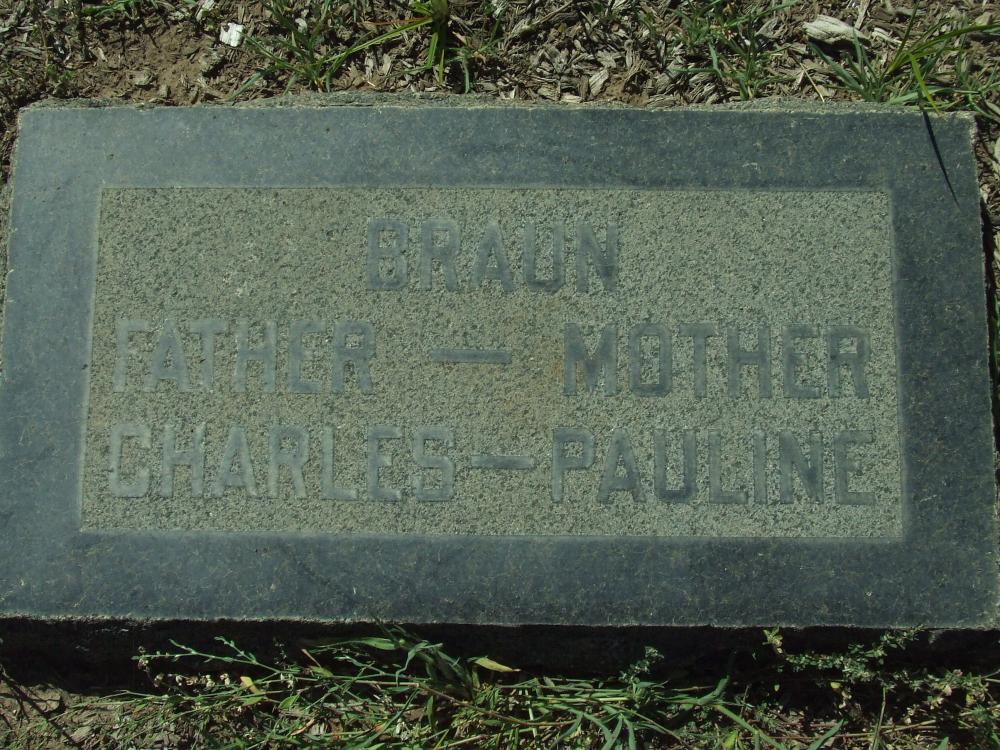 BRAUN
FATHER — MOTHER
CHARLES — PAULINE